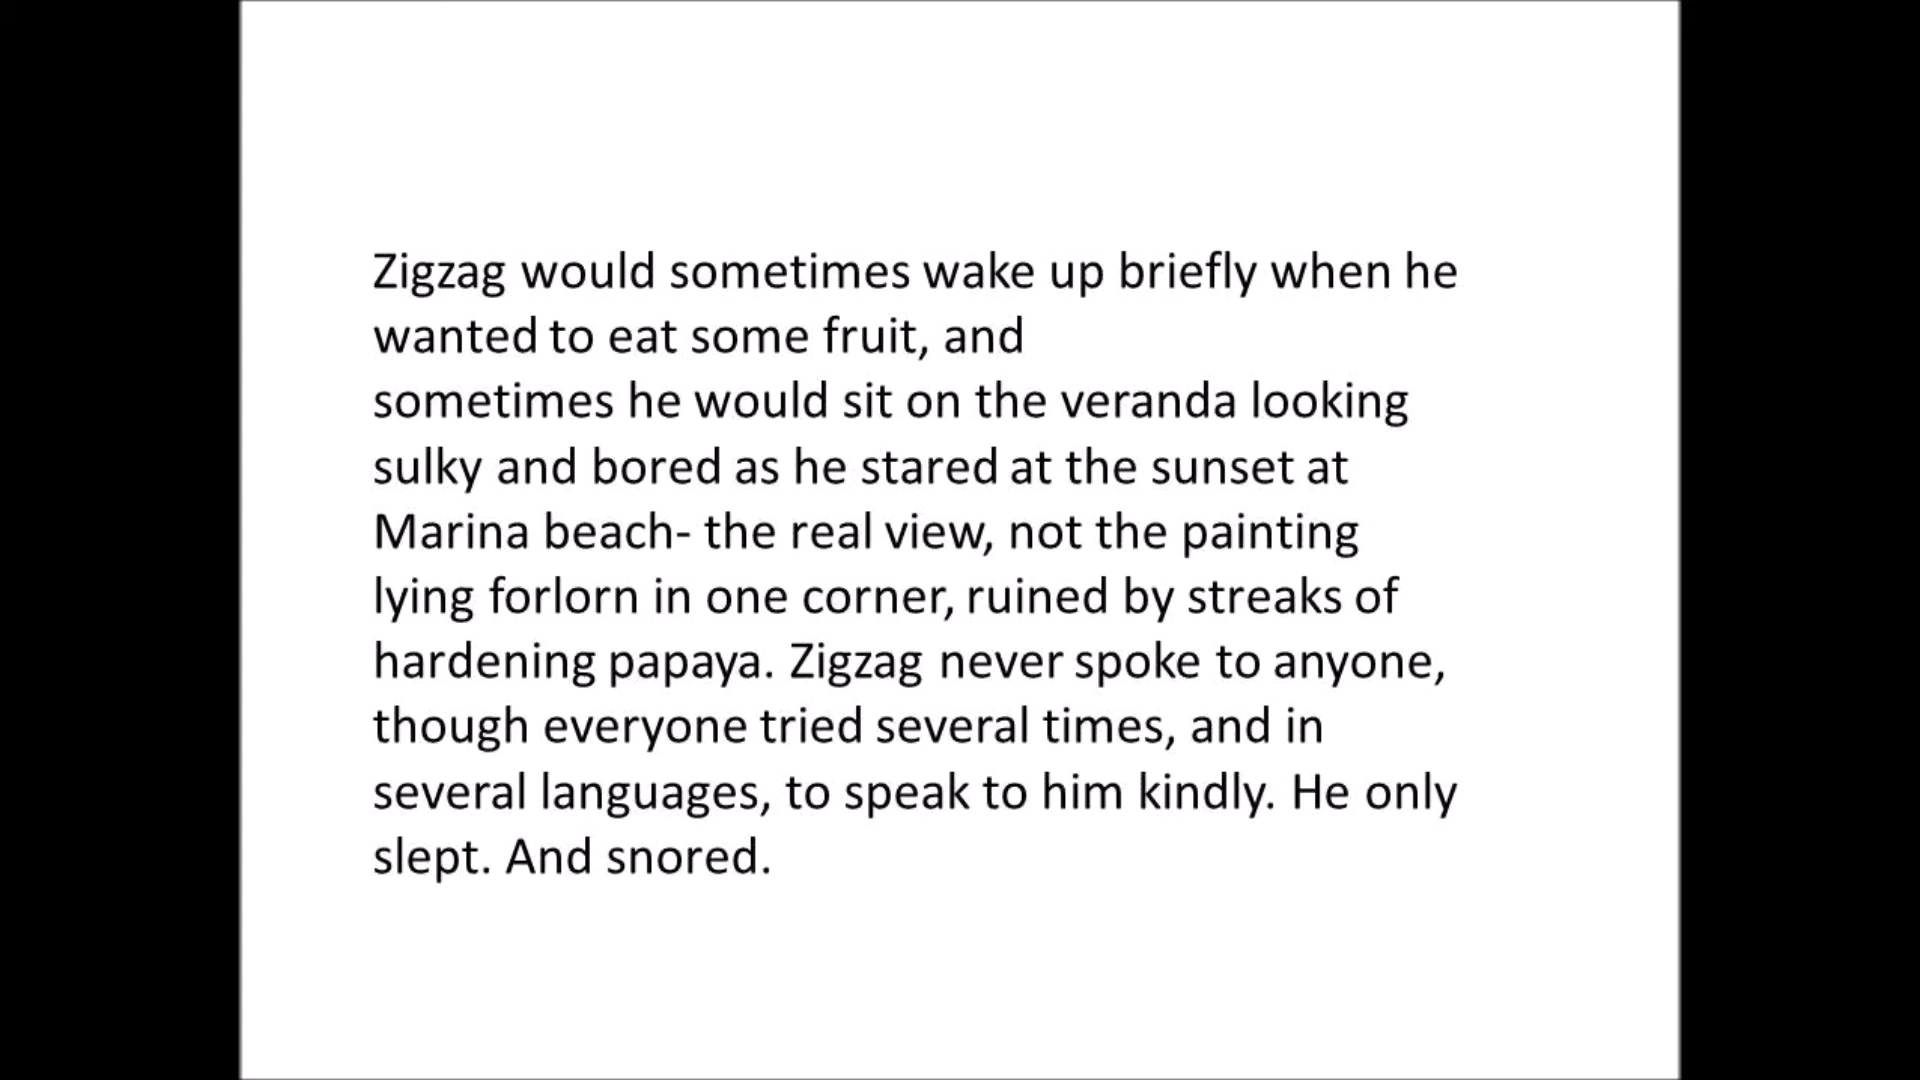 Zigzag would sometimes wake up briefly when he
wanted to eat some fruit, and
sometimes he would sit on the veranda looking
sulky and bored as he stared at the sunset at
Marina beach- the real view, not the painting
lying forlorn in one corner, ruined by streaks of
hardening papaya. Zigzag never spoke to anyone,
though everyone tried several times, and in
several languages, to speak to him kindly. He only
slept. And snored.